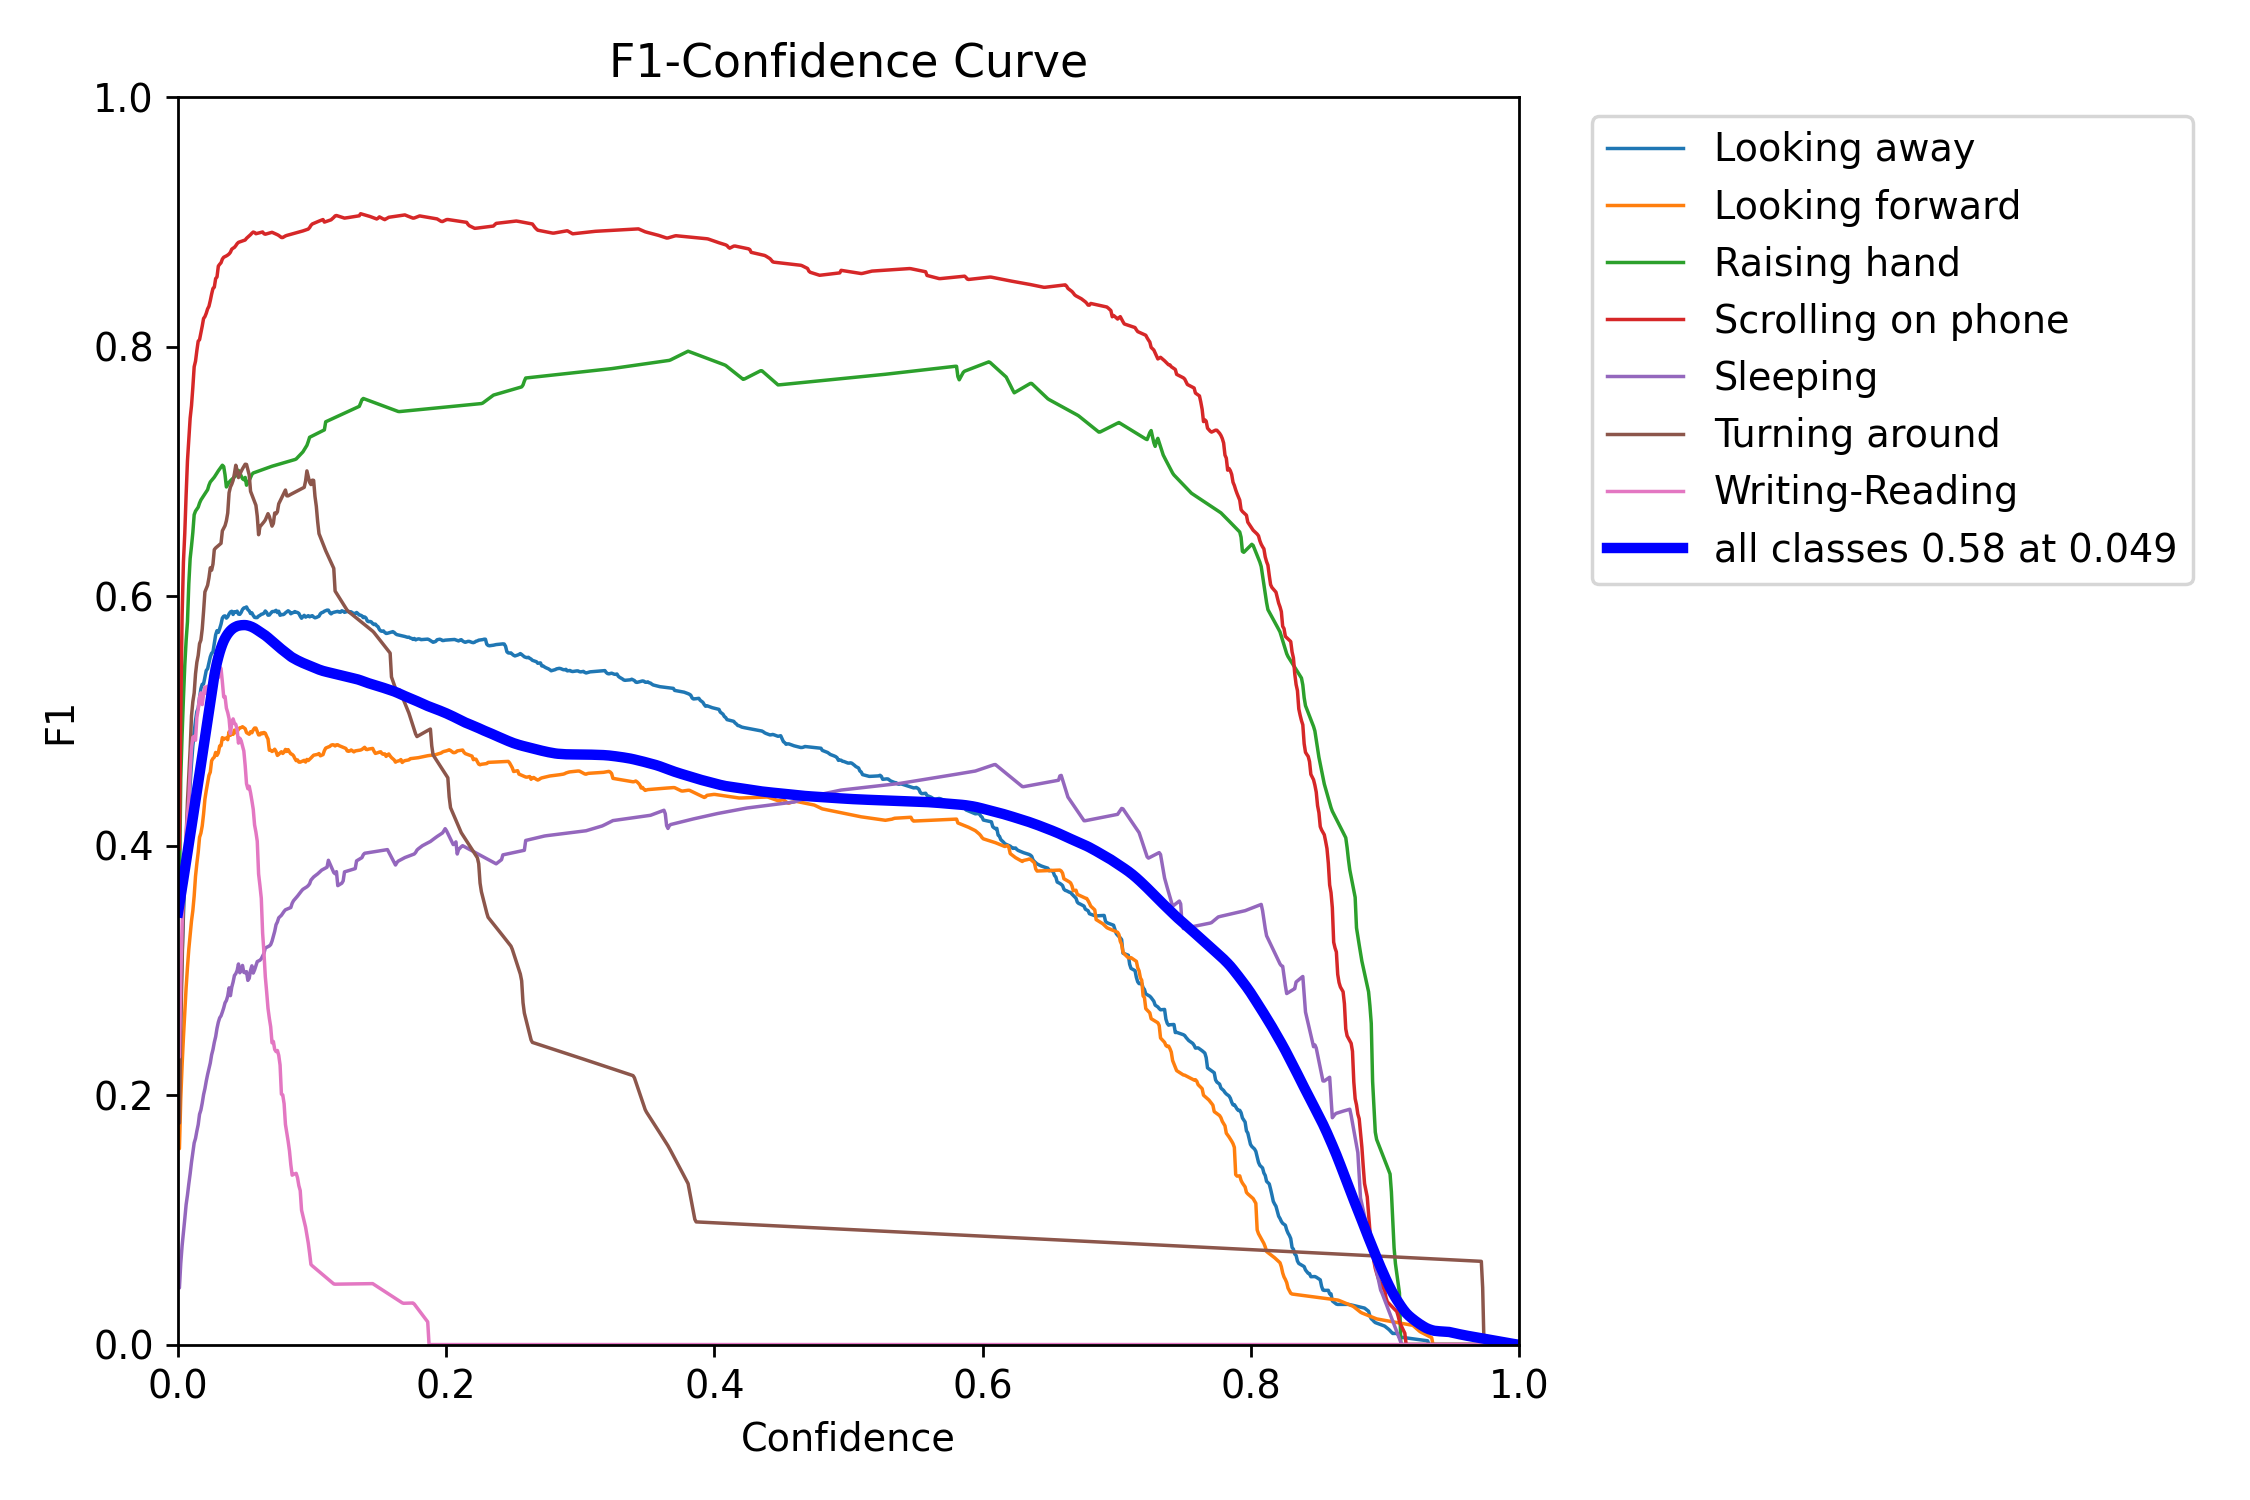 F1-Confidence Curve
F1
1.0
0.8
0.6
0.4
0.2
0.0
0.0 0.2 0.4 0.6 0.8 1.0
Confidence
Looking away
Looking forward
Raising hand
Scrolling on phone
Sleeping
Turning around
Writing-Reading
all classes 0.58 at 0.049